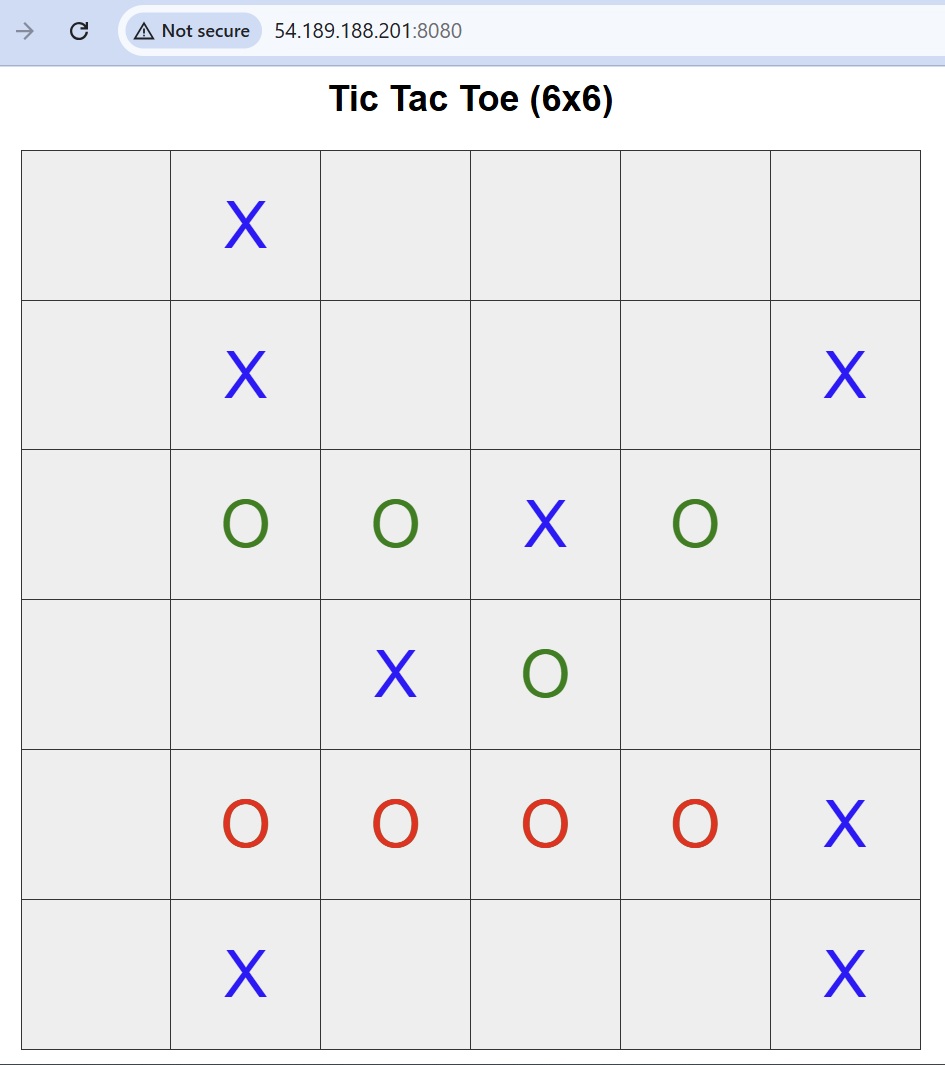 Not secure 54.189.188.201:8080
Tic Tac Toe (6x6)
X
X X
O O X O
X O
O O O O X
X X